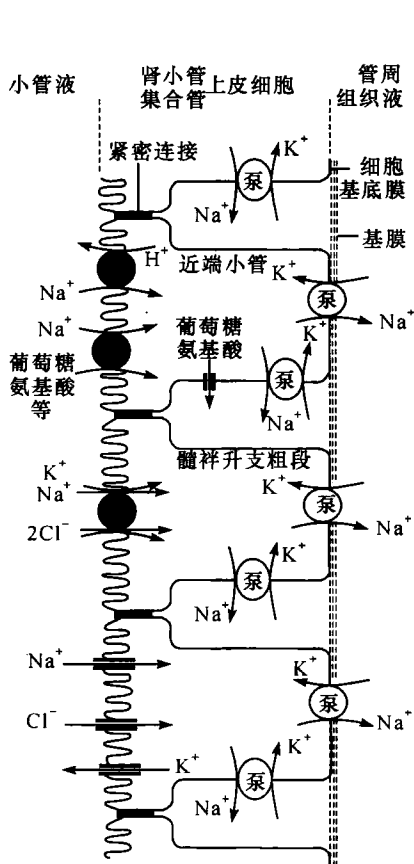 小管液
肾小管
集合管
上皮细胞
管周
组织液
紧密连接
K⁺
泵
Na⁺
细胞
基底膜
基膜
H⁺
近端小管
Na⁺
K⁺
泵
Na⁺
Na⁺
葡萄糖
氨基酸
等
葡萄糖
氨基酸
K⁺
泵
Na⁺
髓袢升支粗段
K⁺
Na⁺
2Cl⁻
K⁺
泵
Na⁺
K⁺
泵
Na⁺
Na⁺
Cl⁻
K⁺
K⁺
泵
Na⁺
K⁺
泵
Na⁺